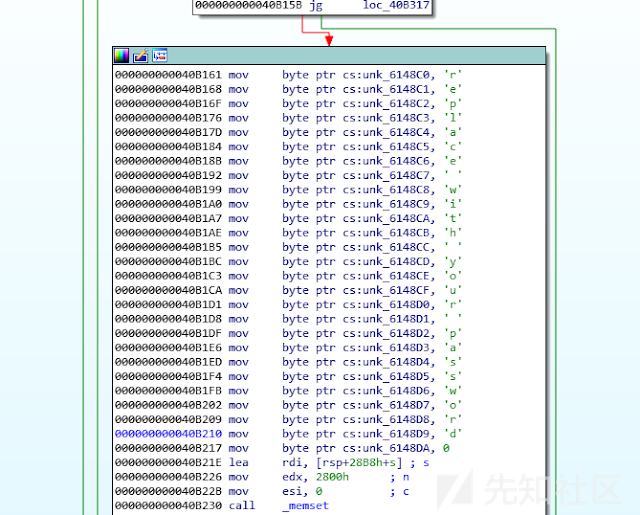 000000000040B15B jg loc_40B317
000000000040B161 mov byte ptr cs:unk_6148C0, 'r'
000000000040B168 mov byte ptr cs:unk_6148C1, 'e'
000000000040B16F mov byte ptr cs:unk_6148C2, 'p'
000000000040B176 mov byte ptr cs:unk_6148C3, 'l'
000000000040B17D mov byte ptr cs:unk_6148C4, 'a'
000000000040B184 mov byte ptr cs:unk_6148C5, 'c'
000000000040B18B mov byte ptr cs:unk_6148C6, 'e'
000000000040B192 mov byte ptr cs:unk_6148C7, ' '
000000000040B199 mov byte ptr cs:unk_6148C8, 'w'
000000000040B1A0 mov byte ptr cs:unk_6148C9, 'i'
000000000040B1A7 mov byte ptr cs:unk_6148CA, 't'
000000000040B1AE mov byte ptr cs:unk_6148CB, 'h'
000000000040B1B5 mov byte ptr cs:unk_6148CC, ' '
000000000040B1BC mov byte ptr cs:unk_6148CD, 'y'
000000000040B1C3 mov byte ptr cs:unk_6148CE, 'o'
000000000040B1CA mov byte ptr cs:unk_6148CF, 'u'
000000000040B1D1 mov byte ptr cs:unk_6148D0, 'r'
000000000040B1D8 mov byte ptr cs:unk_6148D1, ' '
000000000040B1DF mov byte ptr cs:unk_6148D2, 'p'
000000000040B1E6 mov byte ptr cs:unk_6148D3, 'a'
000000000040B1ED mov byte ptr cs:unk_6148D4, 's'
000000000040B1F4 mov byte ptr cs:unk_6148D5, 's'
000000000040B1FB mov byte ptr cs:unk_6148D6, 'w'
000000000040B202 mov byte ptr cs:unk_6148D7, 'o'
000000000040B209 mov byte ptr cs:unk_6148D8, 'r'
000000000040B210 mov byte ptr cs:unk_6148D9, 'd'
000000000040B217 mov byte ptr cs:unk_6148DA, 0
000000000040B21E lea rdi, [rsp+28B8h+s] ; s
000000000040B226 mov edx, 2800h ; n
000000000040B22B mov esi, 0 ; c
000000000040B230 call _memset
先知社区